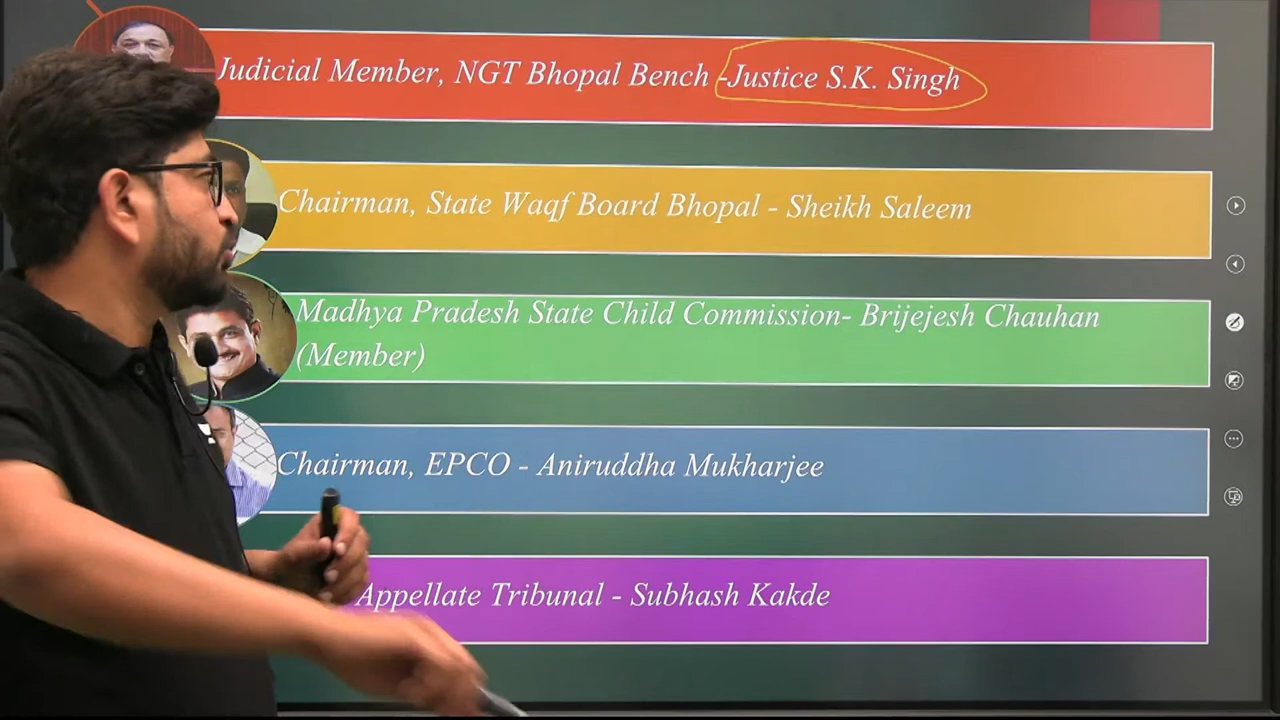 Judicial Member, NGT Bhopal Bench -Justice S.K. Singh
Chairman, State Waqf Board Bhopal - Sheikh Saleem
Madhya Pradesh State Child Commission- Brijejesh Chauhan
(Member)
Chairman, EPCO - Aniruddha Mukharjee
Appellate Tribunal - Subhash Kakde